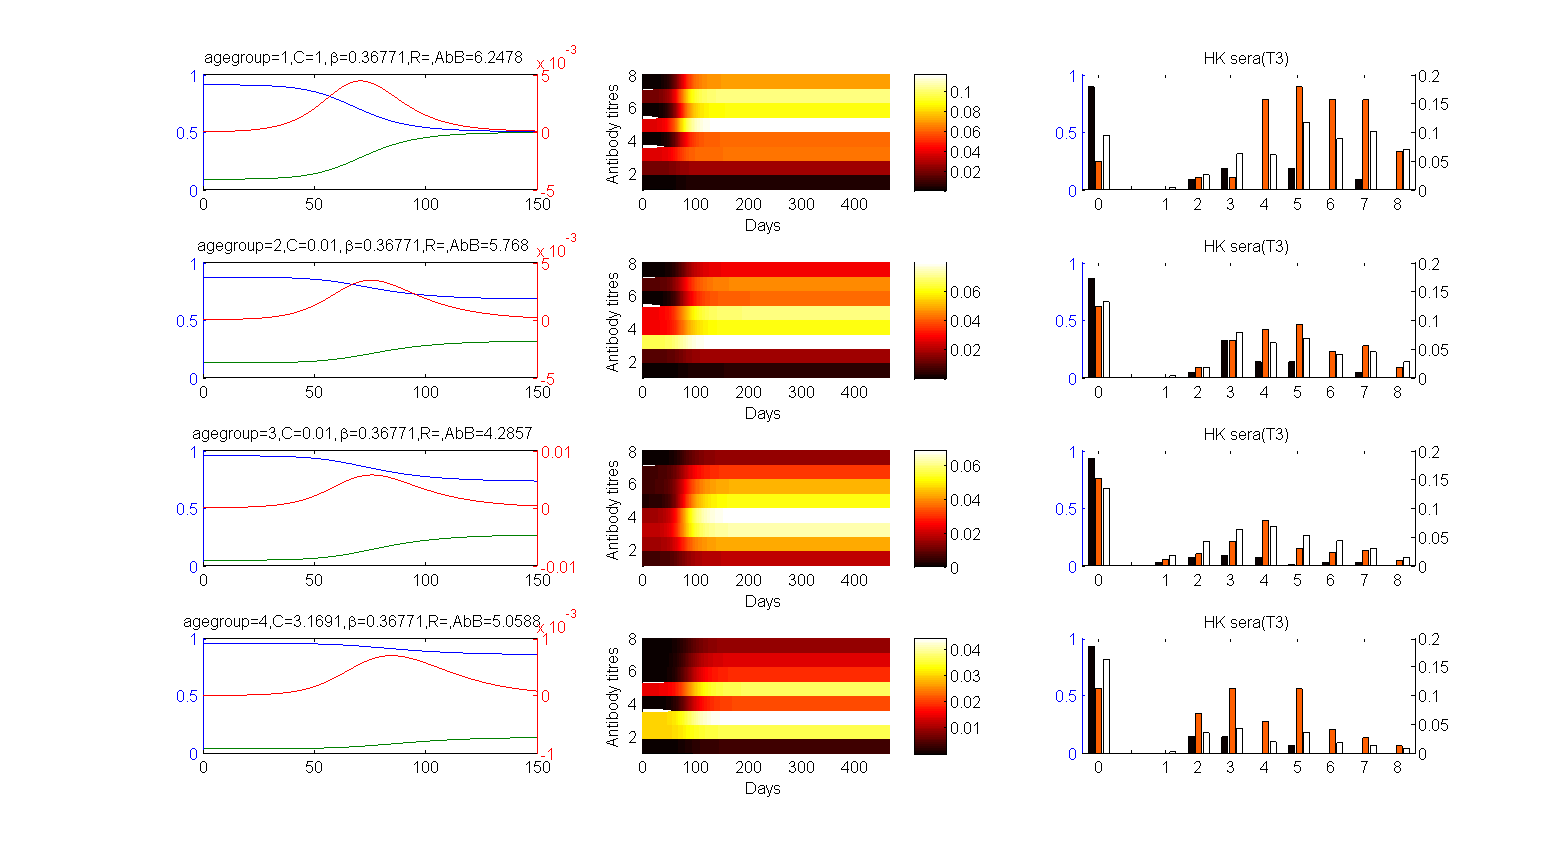 agegroup=1,C=1,β=0.36771,R=,AbB=6.2478
x 10^-3
1
0.5
0
5
0
-5
0 50 100 150
Antibody titres
8
6
4
2
0 100 200 300 400
Days
0.1
0.08
0.06
0.04
0.02
HK sera(T3)
1
0.5
0
0.2
0.15
0.1
0.05
0
0 1 2 3 4 5 6 7 8
agegroup=2,C=0.01,β=0.36771,R=,AbB=5.768
x 10^-3
1
0.5
0
5
0
-5
0 50 100 150
Antibody titres
8
6
4
2
0 100 200 300 400
Days
0.06
0.04
0.02
HK sera(T3)
1
0.5
0
0.2
0.15
0.1
0.05
0
0 1 2 3 4 5 6 7 8
agegroup=3,C=0.01,β=0.36771,R=,AbB=4.2857
1
0.5
0
0.01
0
-0.01
0 50 100 150
Antibody titres
8
6
4
2
0 100 200 300 400
Days
0.06
0.04
0.02
0
HK sera(T3)
1
0.5
0
0.2
0.15
0.1
0.05
0
0 1 2 3 4 5 6 7 8
agegroup=4,C=3.1691,β=0.36771,R=,AbB=5.0588
x 10^-3
1
0.5
0
1
0
-1
0 50 100 150
Antibody titres
8
6
4
2
0 100 200 300 400
Days
0.04
0.03
0.02
0.01
HK sera(T3)
1
0.5
0
0.2
0.15
0.1
0.05
0
0 1 2 3 4 5 6 7 8